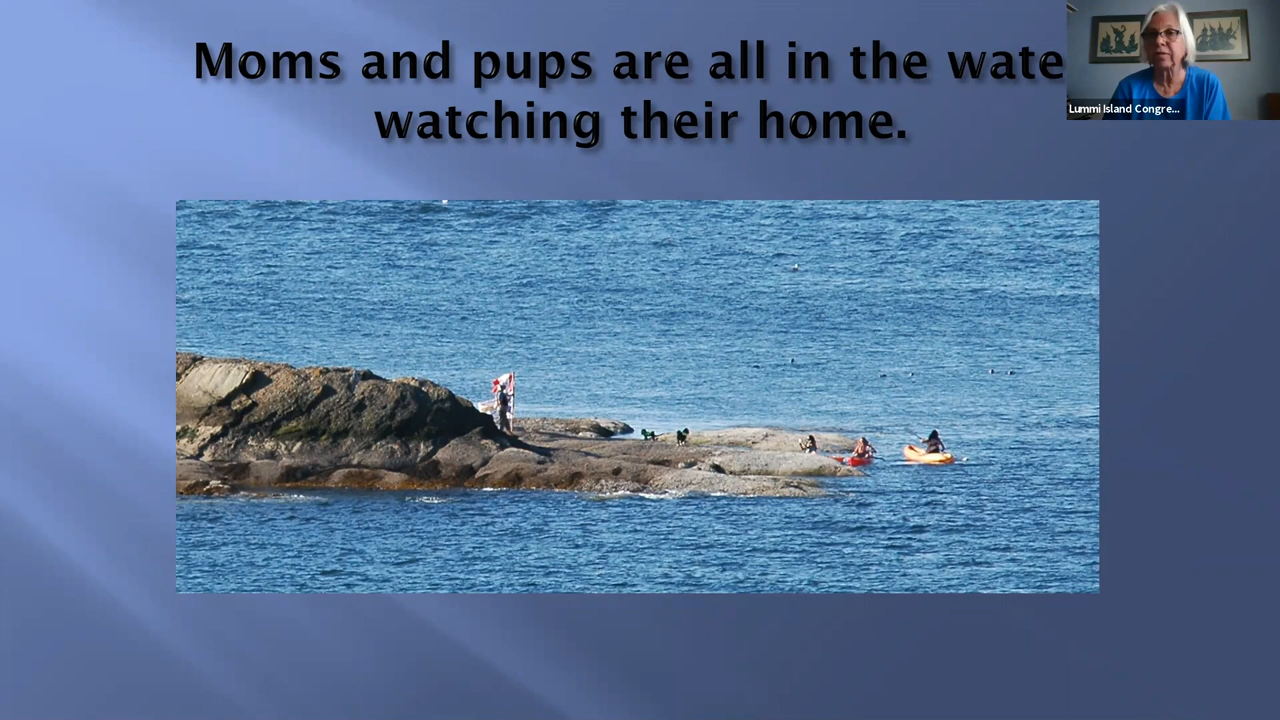 Moms and pups are all in the wate
watching their home.
Lummi Island Congre...